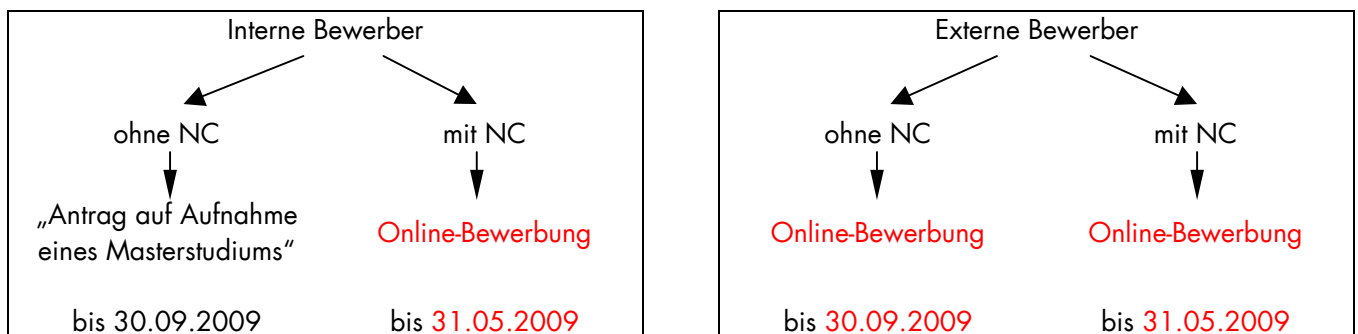 Interne Bewerber
ohne NC
mit NC
„Antrag auf Aufnahme
eines Masterstudiums“
Online-Bewerbung
bis 30.09.2009
bis 31.05.2009
Externe Bewerber
ohne NC
mit NC
Online-Bewerbung
Online-Bewerbung
bis 30.09.2009
bis 31.05.2009